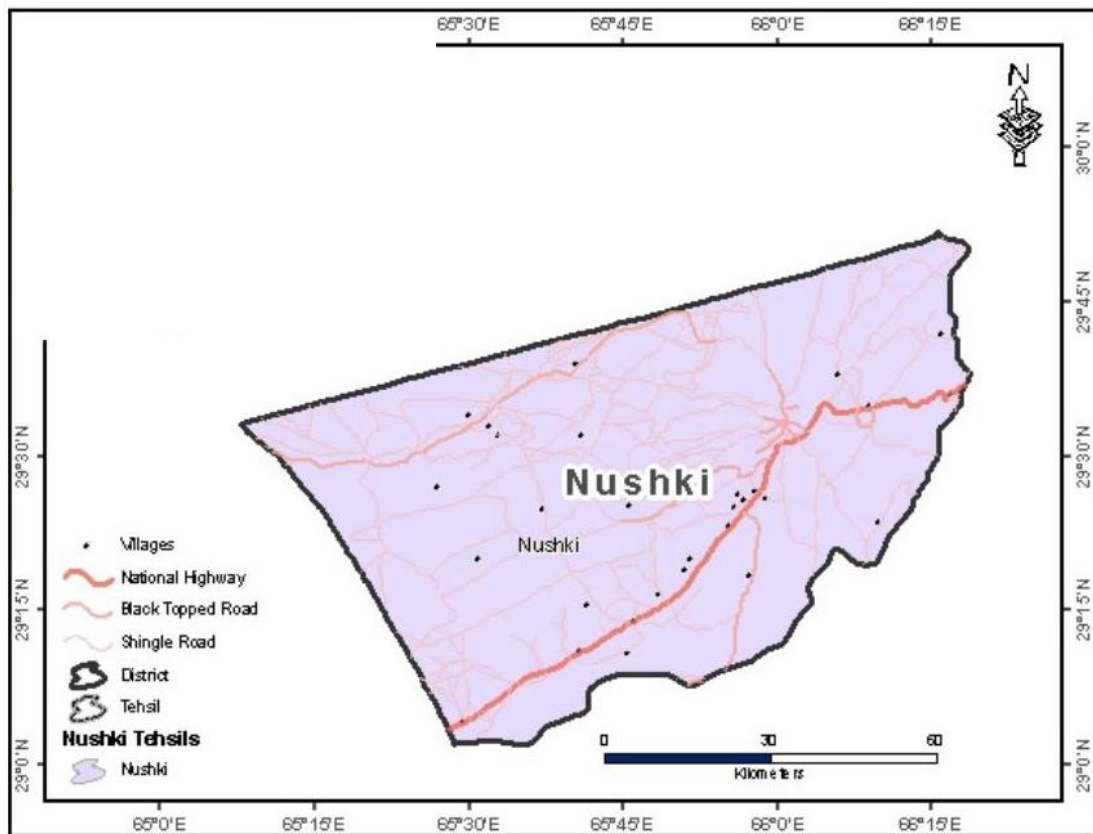 65°30'E 65°45'E 66°0'E 66°15'E
N
30°0'N
29°45'N
29°30'N
29°15'N
29°0'N
29°30'N
29°15'N
29°0'N
Nushki
Nushki
Villages
National Highway
Black Topped Road
Shingle Road
District
Tehsil
Nushki Tehsils
Nushki
0 30 60
Kilometers
65°0'E 65°15'E 65°30'E 65°45'E 66°0'E 66°15'E